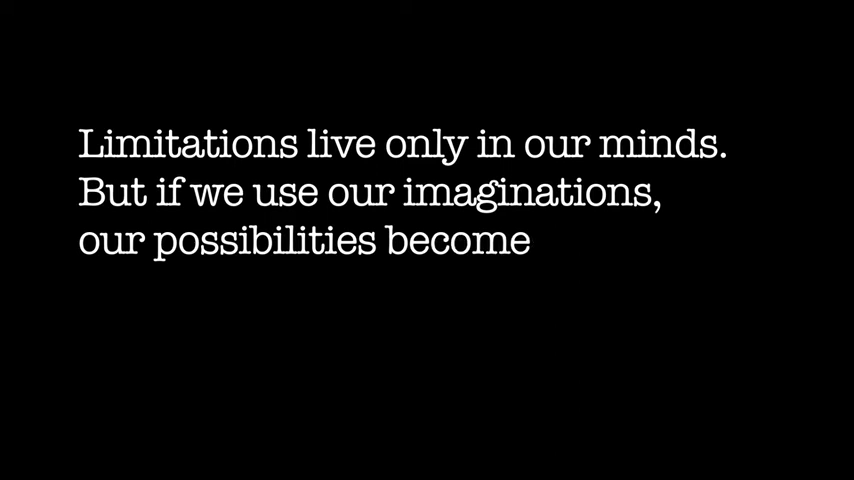 Limitations live only in our minds.
But if we use our imaginations,
our possibilities become